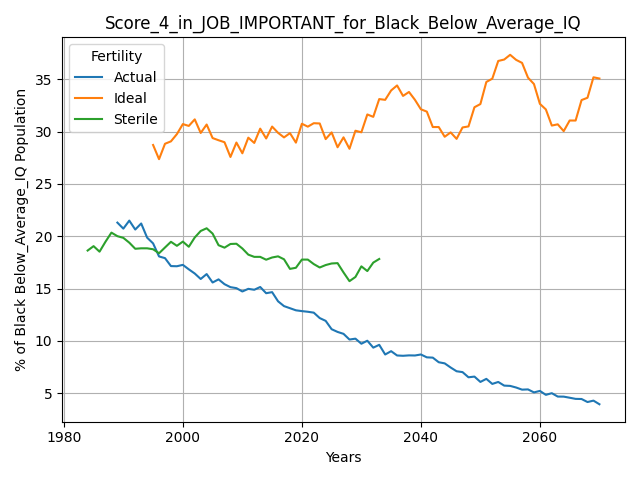 Score_4_in_JOB_IMPORTANT_for_Black_Below_Average_IQ
Fertility
Actual
Ideal
Sterile
% of Black Below_Average_IQ Population
35
30
25
20
15
10
5
1980
2000
2020
2040
2060
Years